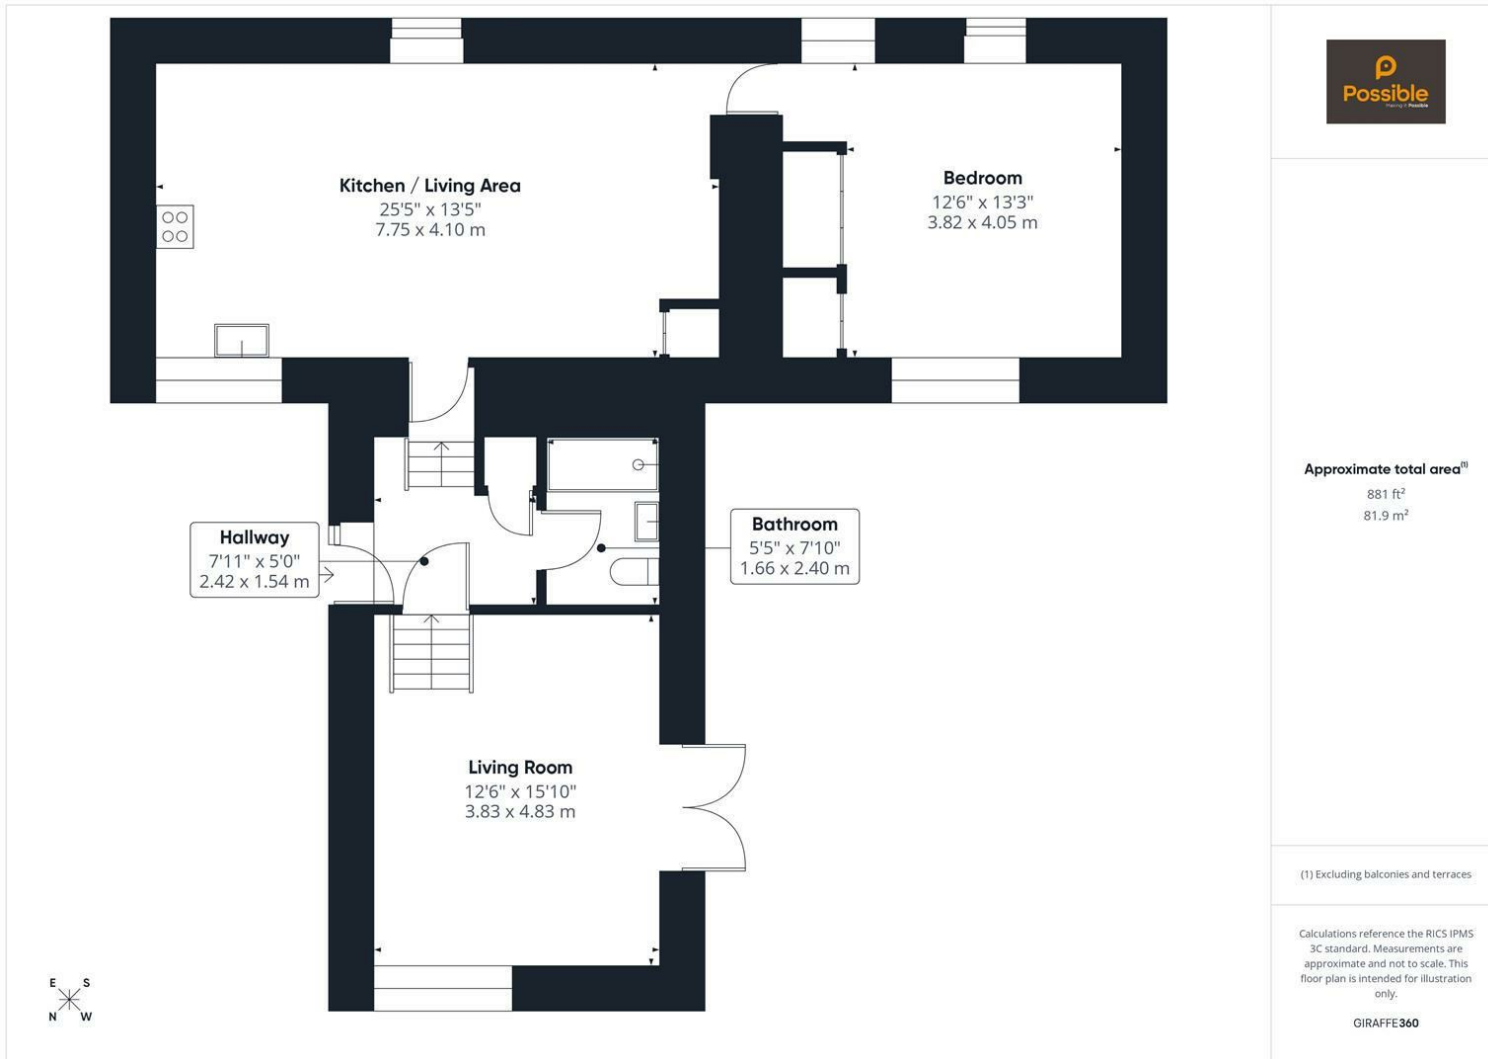 Kitchen / Living Area
25'5" x 13'5"
7.75 x 4.10 m
Bedroom
12'6" x 13'3"
3.82 x 4.05 m
Hallway
7'11" x 5'0"
2.42 x 1.54 m
Bathroom
5'5" x 7'10"
1.66 x 2.40 m
Living Room
12'6" x 15'10"
3.83 x 4.83 m
E S
N W
Possible
Making it Possible
Approximate total area(1)
881 ft²
81.9 m²
(1) Excluding balconies and terraces
Calculations reference the RICS IPMS
3C standard. Measurements are
approximate and not to scale. This
floor plan is intended for illustration
only.
GIRAFFE360